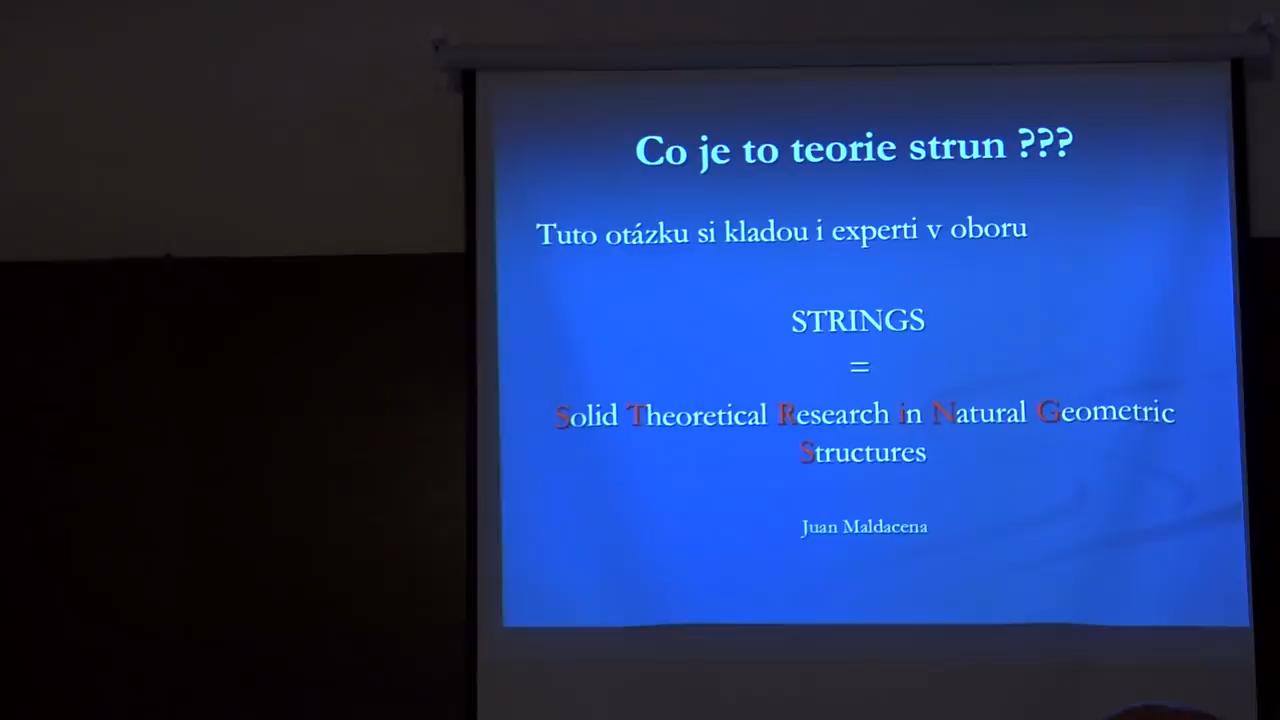 Co je to teorie strun ???
Tuto otázku si kladou i experti v oboru
STRINGS
=
Solid Theoretical Research in Natural Geometric
Structures
Juan Maldacena